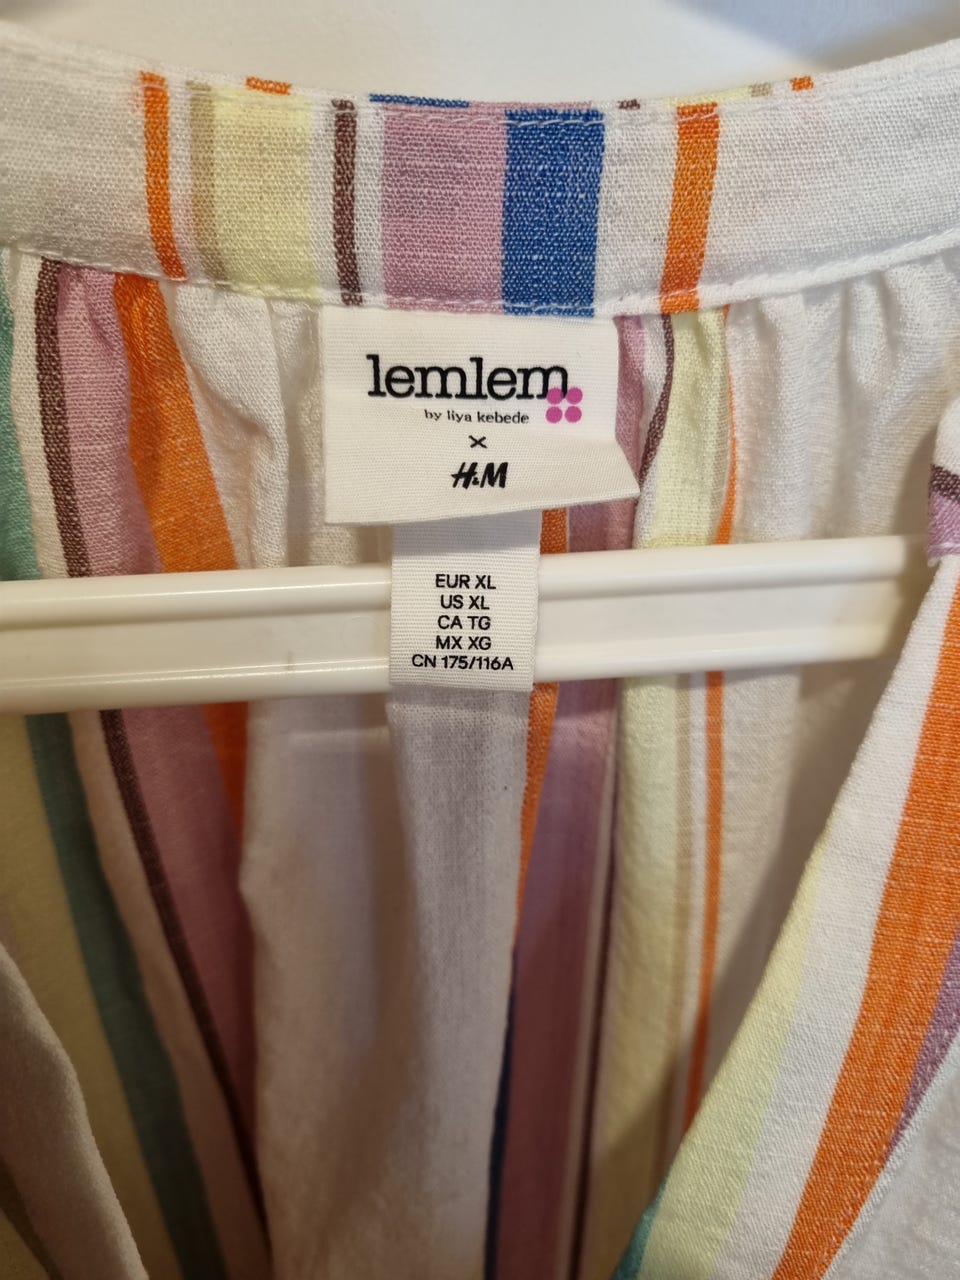 lemlem
by liya kebede
×
H&M
EUR XL
US XL
CA TG
MX XG
CN 175/116A